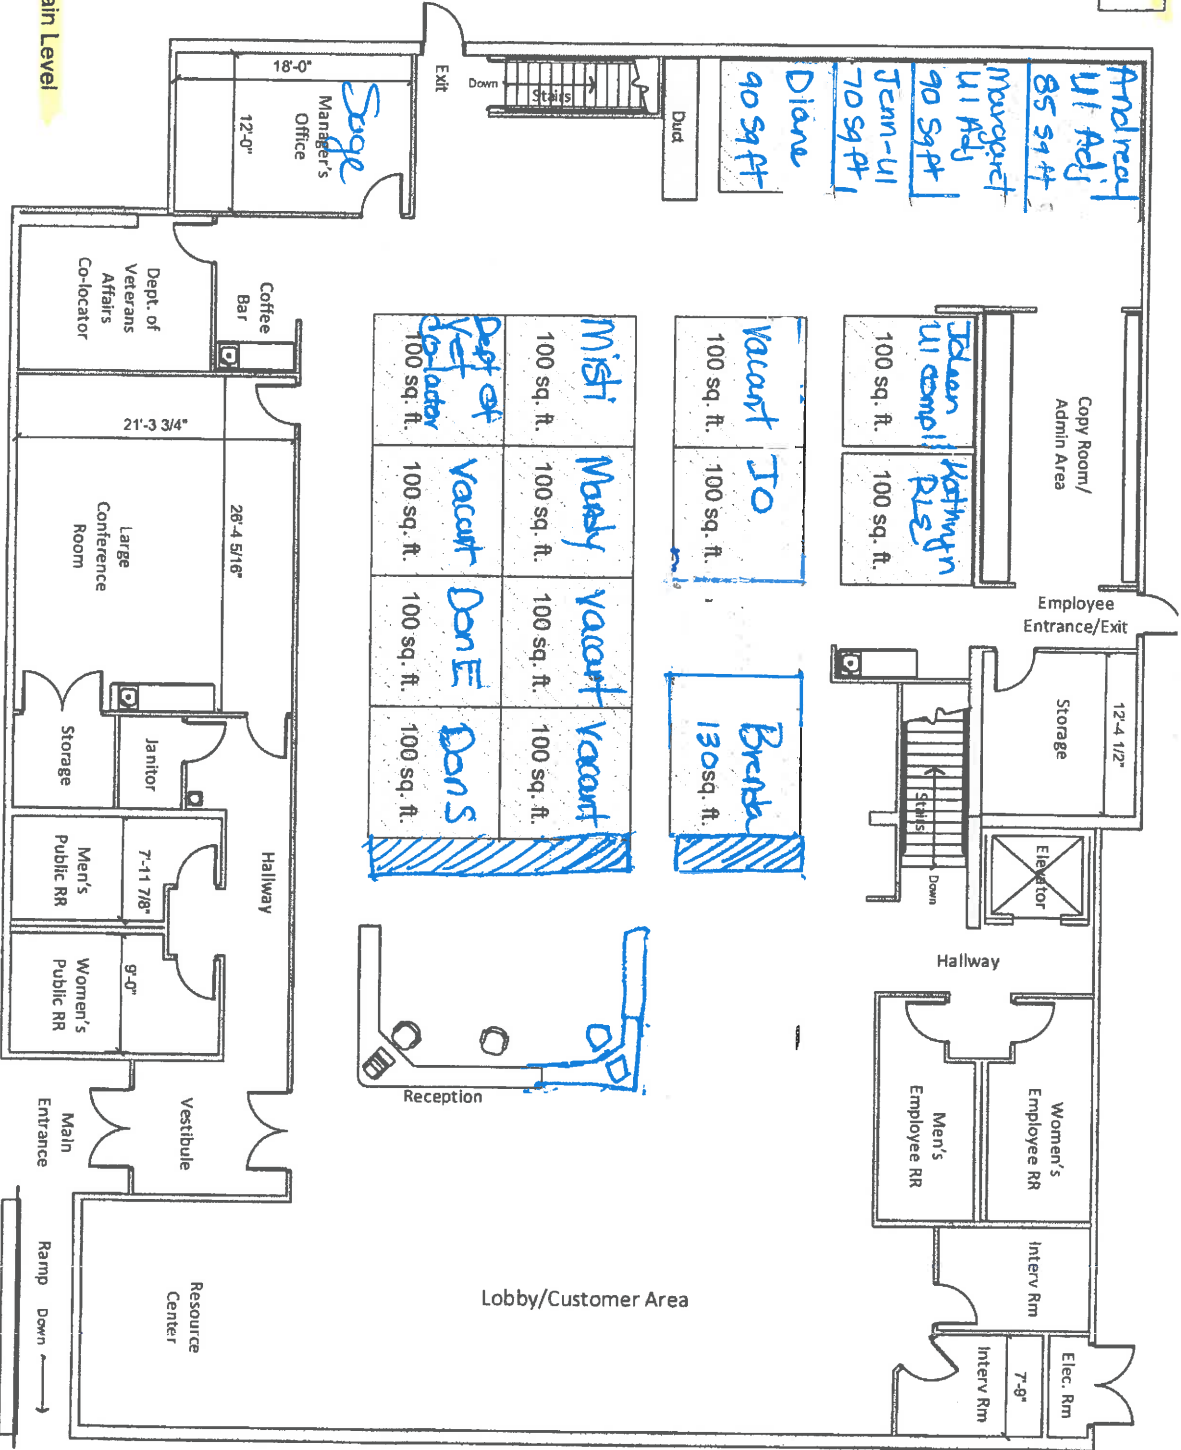 ain Level
18'-0"
12'-0"
Manager's
Office
Sage
Exit
Down
Stairs
Duct
Diane
90 sq ft
Jenn-UI
70 sq ft
Margaret
UI Adj
90 sq ft
Andrea
UI Adj
85 sq ft
Dept. of
Veterans
Affairs
Co-locator
Coffee
Bar
Dept of
Vet
Co-locator
100 sq. ft.
Misti
100 sq. ft.
Vacant
100 sq. ft.
UI compl
100 sq. ft.
Copy Room/
Admin Area
21'-3 3/4"
26'-4 5/16"
Large
Conference
Room
Vacant
100 sq. ft.
Mandy
100 sq. ft.
JO
100 sq. ft.
Kathryn
100 sq. ft.
Don E
100 sq. ft.
Vacant
100 sq. ft.
Employee
Entrance/Exit
Storage
Janitor
Don S
100 sq. ft.
Vacant
100 sq. ft.
Brenda
130 sq. ft.
Stairs
Down
Storage
12'-4 1/2"
Elevator
Men's
Public RR
7'-11 7/8"
Hallway
Women's
Public RR
9'-0"
Hallway
Reception
Men's
Employee RR
Women's
Employee RR
Main
Entrance
Vestibule
Ramp
Down
Resource
Center
Lobby/Customer Area
Interv Rm
Interv Rm
7'-9"
Elec. Rm